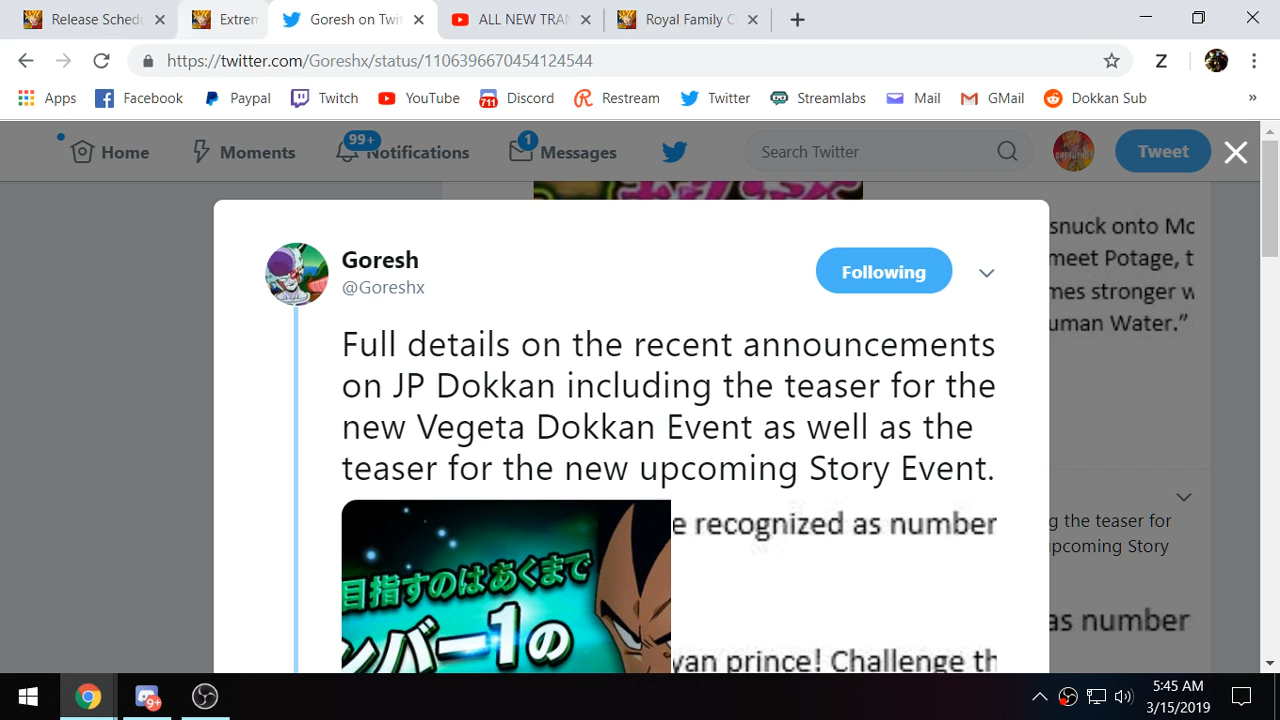 Release Schedu
Extrem
Goresh on Twi
ALL NEW TRAN
Royal Family C
https://twitter.com/Goreshx/status/1106396670454124544
Z
Apps
Facebook
Paypal
Twitch
YouTube
711
Discord
Restream
Twitter
Streamlabs
Mail
GMail
Dokkan Sub
»
Home
Moments
99+
Notifications
1
Messages
Search Twitter
Tweet
snuck onto Mo
meet Potage, t
mes stronger w
uman Water.”
Goresh
@Goreshx
Following
Full details on the recent announcements
on JP Dokkan including the teaser for the
new Vegeta Dokkan Event as well as the
teaser for the new upcoming Story Event.
目指すのはあくまで
ンバー1の
e recognized as number
yan prince! Challenge th
g the teaser for
pcoming Story
as number
9+
5:45 AM
3/15/2019